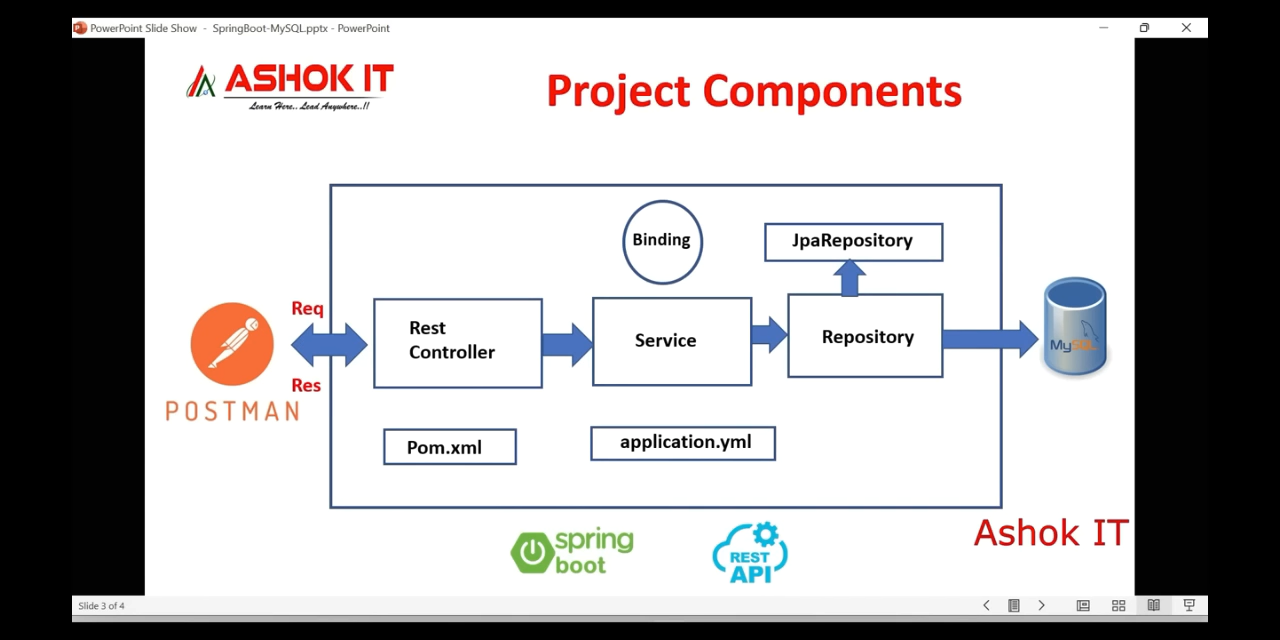 PowerPoint Slide Show - SpringBoot-MySQL.pptx - PowerPoint
ASHOK IT
Learn Here.. Lead Anywhere..!!
Project Components
Binding
JpaRepository
Req
Rest
Controller
Service
Repository
MySQL
Res
POSTMAN
Pom.xml
application.yml
Ashok IT
spring
boot
REST
API
Slide 3 of 4